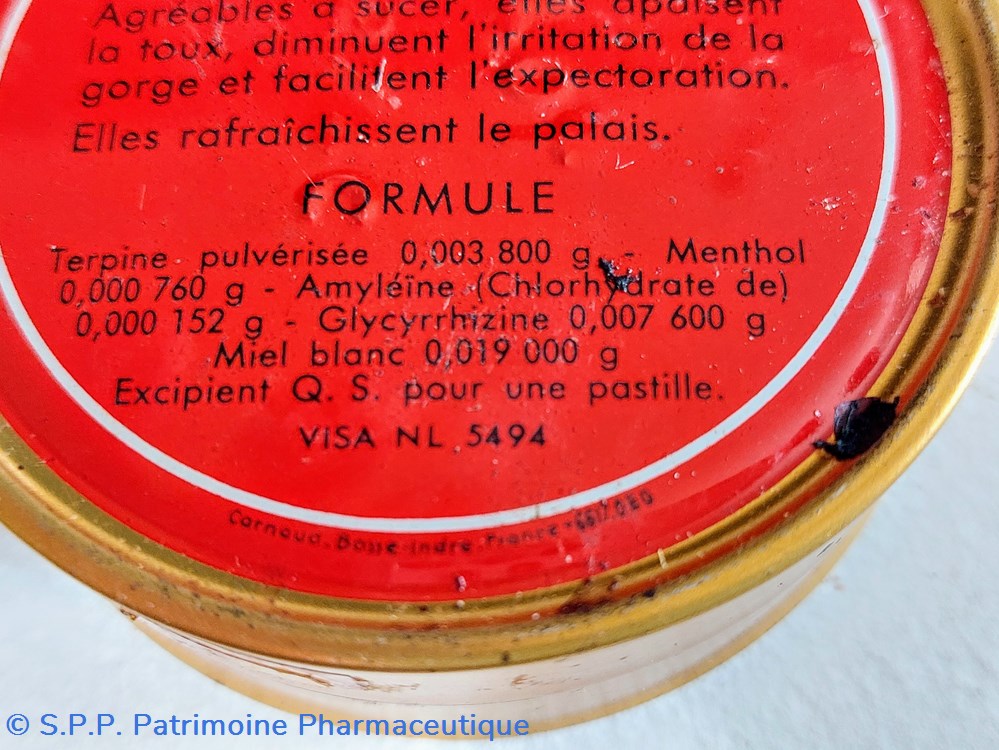 Agréables à sucer, elles apaisent
la toux, diminuent l'irritation de la
gorge et facilitent l'expectoration.
Elles rafraîchissent le palais.
FORMULE
Terpine pulvérisée 0,003 800 g - Menthol
0,000 760 g - Amyléïne (Chlorhydrate de)
0,000 152 g - Glycyrrhizine 0,007 600 g
Miel blanc 0,019 000 g
Excipient Q. S. pour une pastille.
VISA NL 5494
Carnaud. Basse-Indre. France
© S.P.P. Patrimoine Pharmaceutique